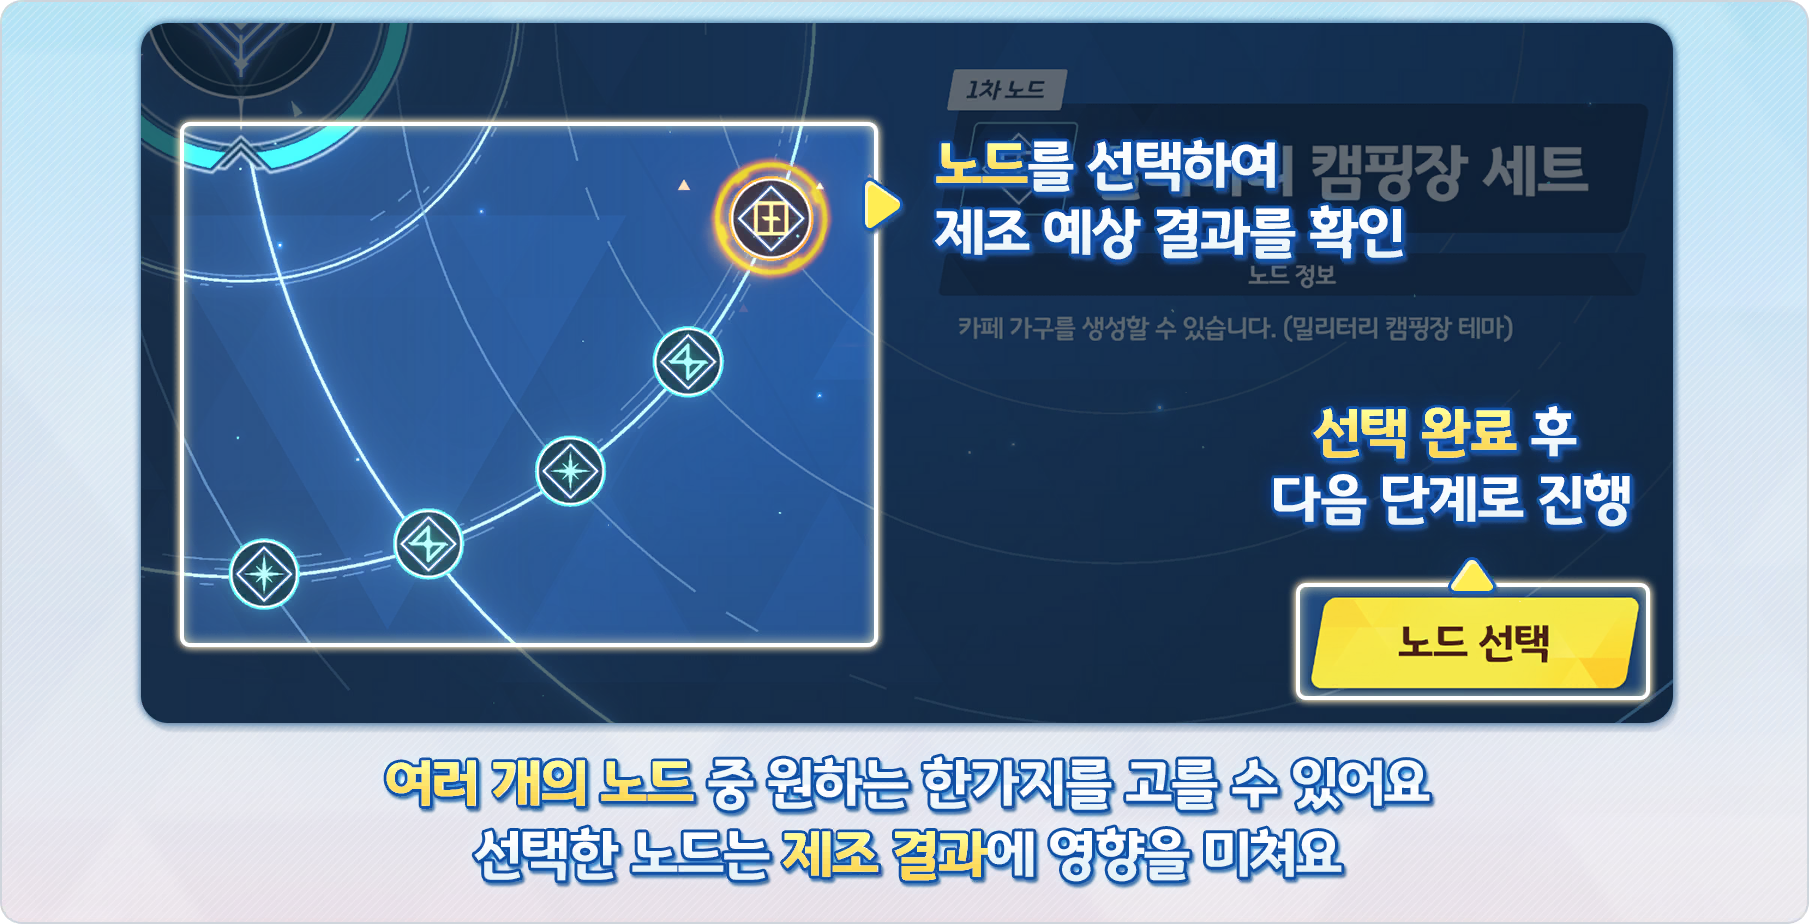 1차 노드
캠핑장 세트
노드를 선택하여
제조 예상 결과를 확인
노드 정보
카페 가구를 생성할 수 있습니다. (밀리터리 캠핑장 테마)
선택 완료 후
다음 단계로 진행
노드 선택
여러 개의 노드 중 원하는 한가지를 고를 수 있어요
선택한 노드는 제조 결과에 영향을 미쳐요